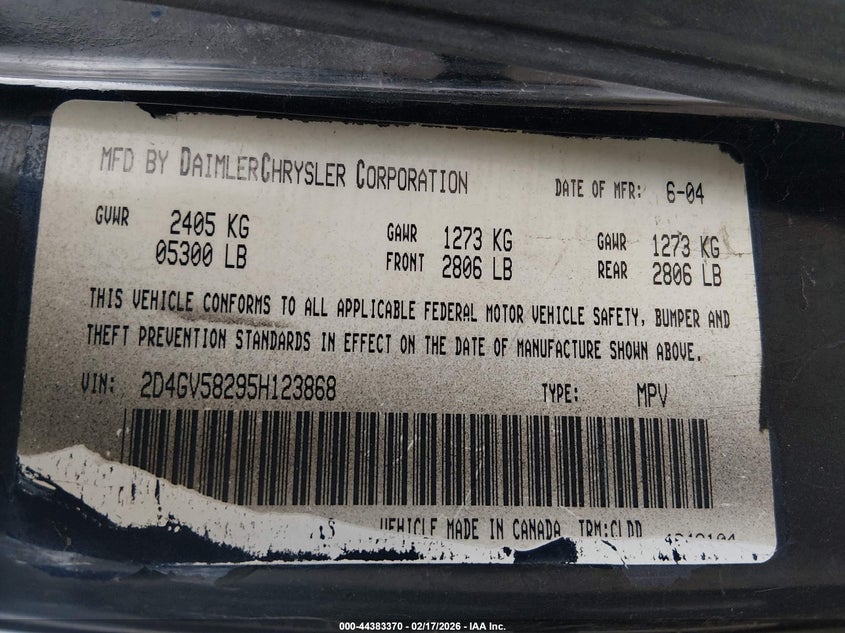 MFD BY DAIMLERCHRYSLER CORPORATION
DATE OF MFR: 6-04
GVWR 2405 KG
05300 LB
GAWR FRONT 1273 KG
2806 LB
GAWR REAR 1273 KG
2806 LB
THIS VEHICLE CONFORMS TO ALL APPLICABLE FEDERAL MOTOR VEHICLE SAFETY, BUMPER AND
THEFT PREVENTION STANDARDS IN EFFECT ON THE DATE OF MANUFACTURE SHOWN ABOVE.
VIN: 2D4GV58295H123868 TYPE: MPV
VEHICLE MADE IN CANADA TRM:CLDD
000-44383370 - 02/17/2026 - IAA Inc.